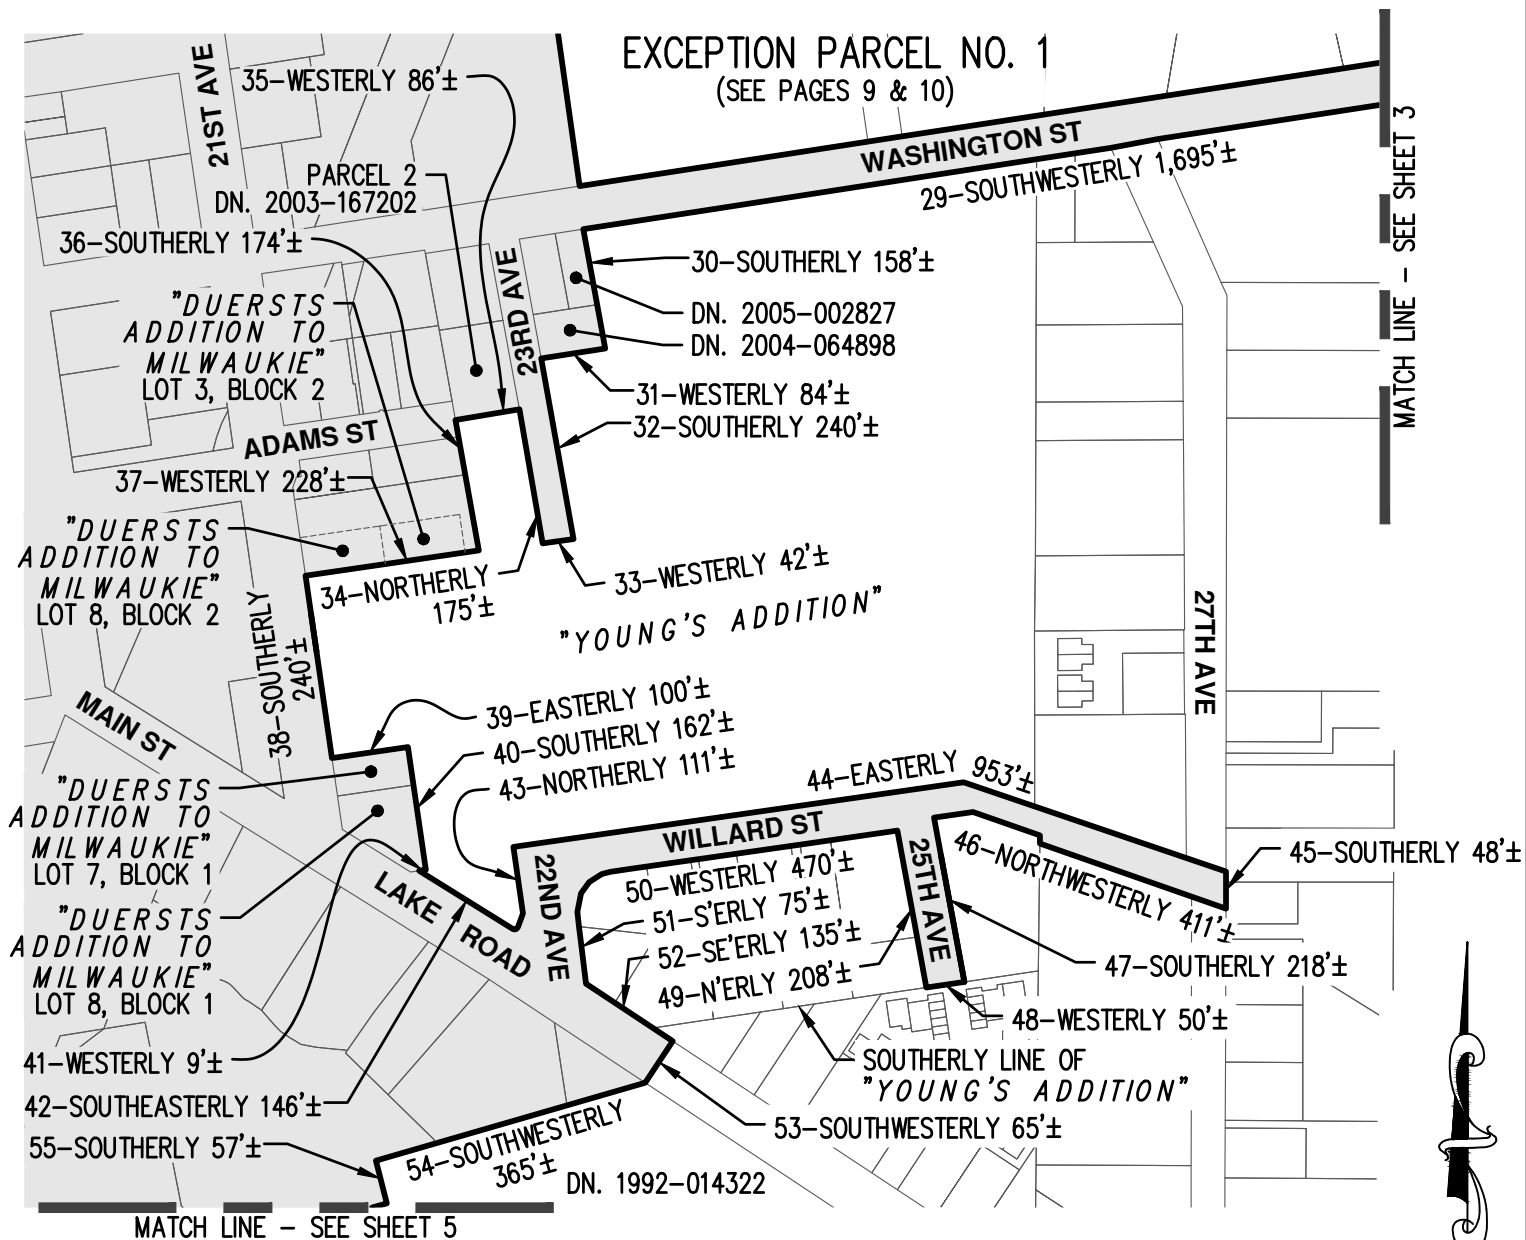 EXCEPTION PARCEL NO. 1
(SEE PAGES 9 & 10)
21ST AVE
35-WESTERLY 86'±
WASHINGTON ST
29-SOUTHWESTERLY 1,695'±
MATCH LINE - SEE SHEET 3
PARCEL 2
DN. 2003-167202
36-SOUTHERLY 174'±
23RD AVE
30-SOUTHERLY 158'±
DN. 2005-002827
DN. 2004-064898
"DUERSTS
ADDITION TO
MILWAUKIE"
LOT 3, BLOCK 2
31-WESTERLY 84'±
32-SOUTHERLY 240'±
ADAMS ST
37-WESTERLY 228'±
"DUERSTS
ADDITION TO
MILWAUKIE"
LOT 8, BLOCK 2
34-NORTHERLY
175'±
33-WESTERLY 42'±
"YOUNG'S ADDITION"
27TH AVE
38-SOUTHERLY
240'±
MAIN ST
39-EASTERLY 100'±
40-SOUTHERLY 162'±
43-NORTHERLY 111'±
44-EASTERLY 953'±
"DUERSTS
ADDITION TO
MILWAUKIE"
LOT 7, BLOCK 1
WILLARD ST
45-SOUTHERLY 48'±
46-NORTHWESTERLY 411'±
LAKE ROAD
22ND AVE
25TH AVE
50-WESTERLY 470'±
51-S'ERLY 75'±
52-SE'ERLY 135'±
49-N'ERLY 208'±
"DUERSTS
ADDITION TO
MILWAUKIE"
LOT 8, BLOCK 1
47-SOUTHERLY 218'±
48-WESTERLY 50'±
41-WESTERLY 9'±
SOUTHERLY LINE OF
"YOUNG'S ADDITION"
42-SOUTHEASTERLY 146'±
53-SOUTHWESTERLY 65'±
55-SOUTHERLY 57'±
54-SOUTHWESTERLY
365'±
DN. 1992-014322
MATCH LINE - SEE SHEET 5